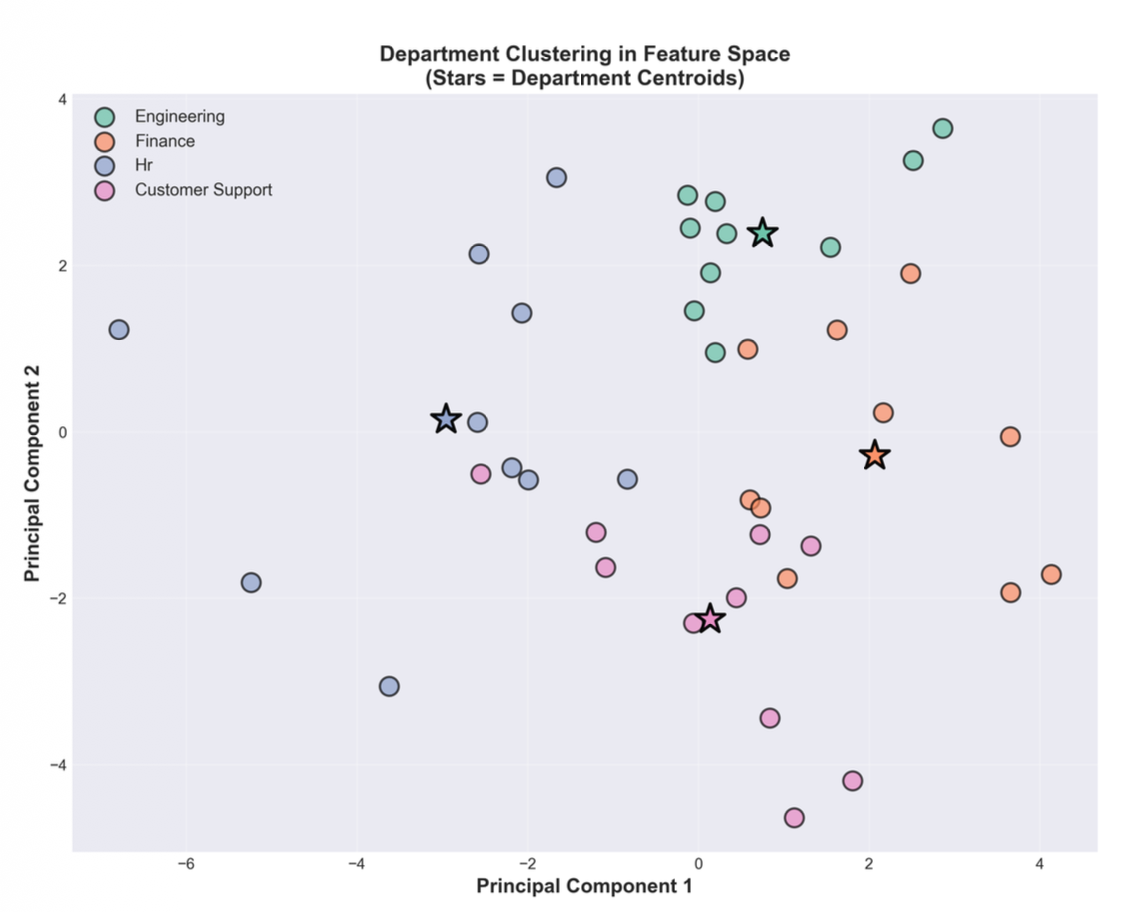 Department Clustering in Feature Space
(Stars = Department Centroids)
Engineering
Finance
Hr
Customer Support
4
2
0
−2
−4
Principal Component 2
−6
−4
−2
0
2
4
Principal Component 1